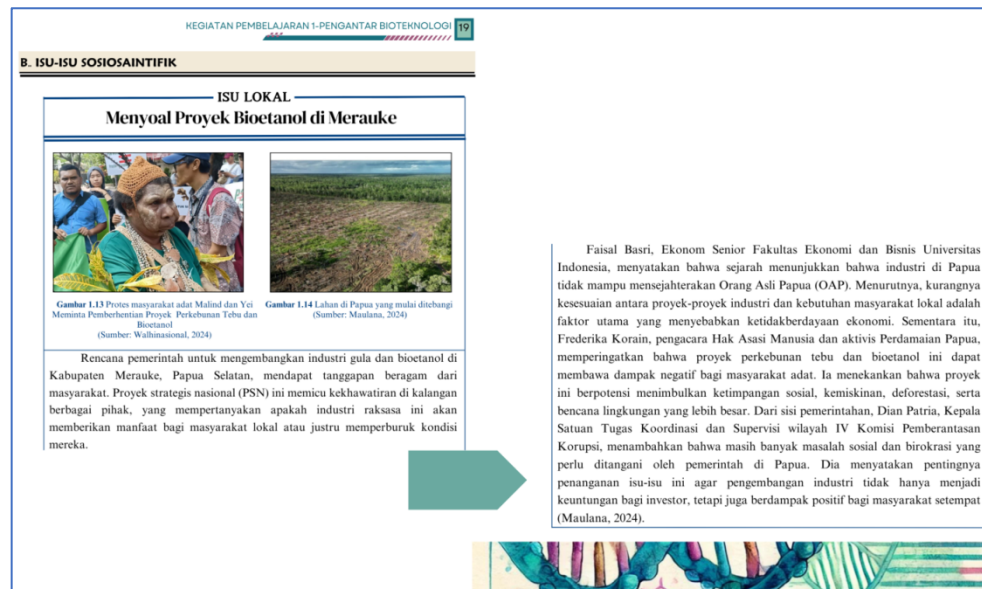 KEGIATAN PEMBELAJARAN 1-PENGANTAR BIOTEKNOLOGI 19
B. ISU-ISU SOSIOSAINTIFIK
ISU LOKAL
Menyoal Proyek Bioetanol di Merauke
Gambar 1.13 Protes masyarakat adat Malind dan Yei
Meminta Pemberhentian Proyek Perkebunan Tebu dan
Bioetanol
(Sumber: Walhinasional, 2024)
Gambar 1.14 Lahan di Papua yang mulai ditebangi
(Sumber: Maulana, 2024)
Rencana pemerintah untuk mengembangkan industri gula dan bioetanol di
Kabupaten Merauke, Papua Selatan, mendapat tanggapan beragam dari
masyarakat. Proyek strategis nasional (PSN) ini memicu kekhawatiran di kalangan
berbagai pihak, yang mempertanyakan apakah industri raksasa ini akan
memberikan manfaat bagi masyarakat lokal atau justru memperburuk kondisi
mereka.
Faisal Basri, Ekonom Senior Fakultas Ekonomi dan Bisnis Universitas
Indonesia, menyatakan bahwa sejarah menunjukkan bahwa industri di Papua
tidak mampu mensejahterakan Orang Asli Papua (OAP). Menurutnya, kurangnya
kesesuaian antara proyek-proyek industri dan kebutuhan masyarakat lokal adalah
faktor utama yang menyebabkan ketidakberdayaan ekonomi. Sementara itu,
Frederika Korain, pengacara Hak Asasi Manusia dan aktivis Perdamaian Papua,
memperingatkan bahwa proyek perkebunan tebu dan bioetanol ini dapat
membawa dampak negatif bagi masyarakat adat. Ia menekankan bahwa proyek
ini berpotensi menimbulkan ketimpangan sosial, kemiskinan, deforestasi, serta
bencana lingkungan yang lebih besar. Dari sisi pemerintahan, Dian Patria, Kepala
Satuan Tugas Koordinasi dan Supervisi wilayah IV Komisi Pemberantasan
Korupsi, menambahkan bahwa masih banyak masalah sosial dan birokrasi yang
perlu ditangani oleh pemerintah di Papua. Dia menyatakan pentingnya
penanganan isu-isu ini agar pengembangan industri tidak hanya menjadi
keuntungan bagi investor, tetapi juga berdampak positif bagi masyarakat setempat
(Maulana, 2024).